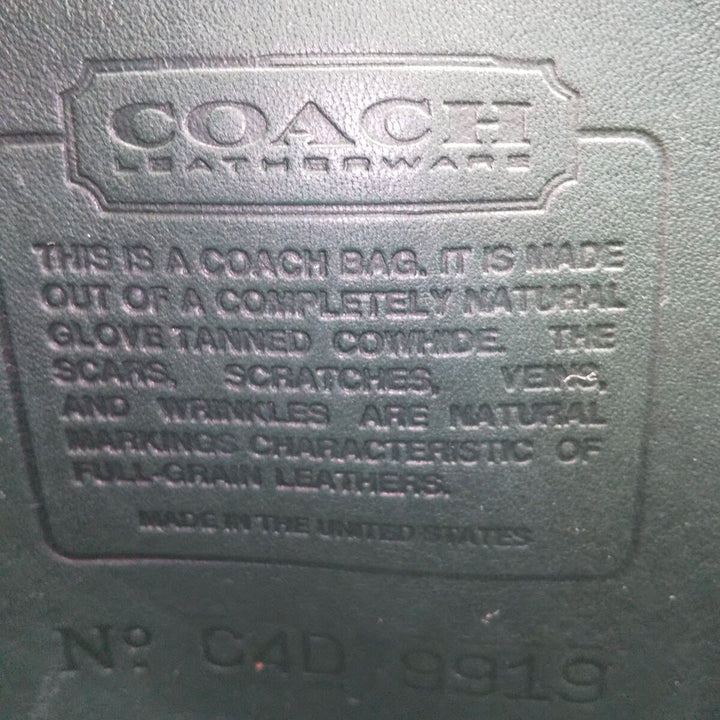 COACH
LEATHERWARE
THIS IS A COACH BAG. IT IS MADE
OUT OF A COMPLETELY NATURAL
GLOVE TANNED COWHIDE. THE
SCARS, SCRATCHES, VEINS,
AND WRINKLES ARE NATURAL
MARKINGS CHARACTERISTIC OF
FULL-GRAIN LEATHERS.
MADE IN THE UNITED STATES
No C4D 9919